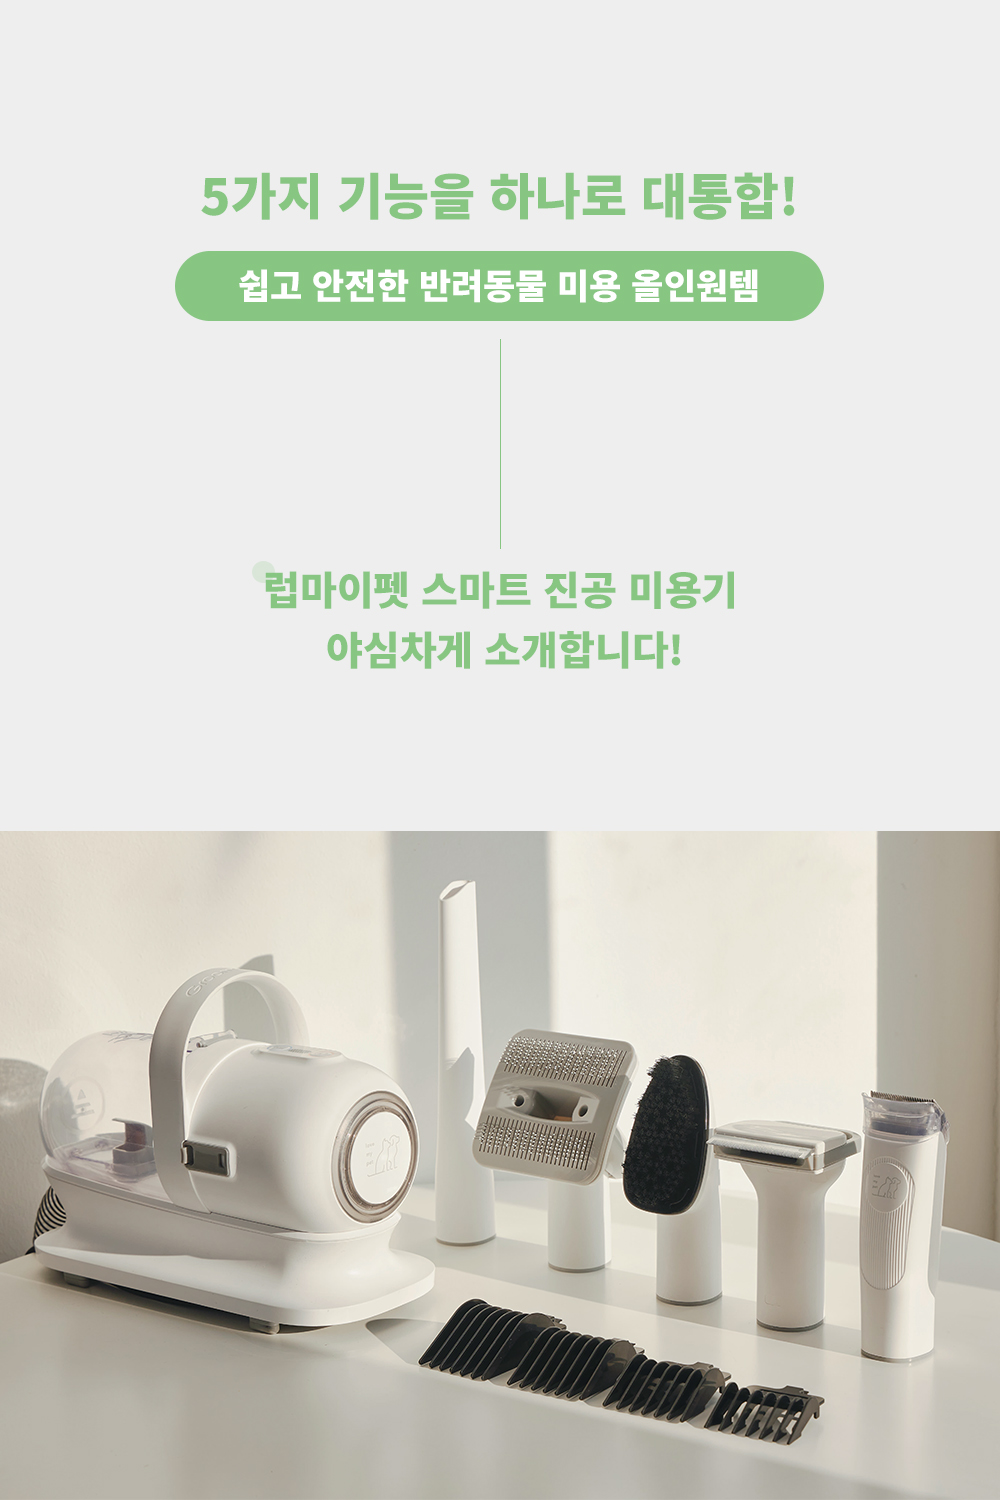 5가지 기능을 하나로 대통합!
쉽고 안전한 반려동물 미용 올인원템
럽마이펫 스마트 진공 미용기
야심차게 소개합니다!